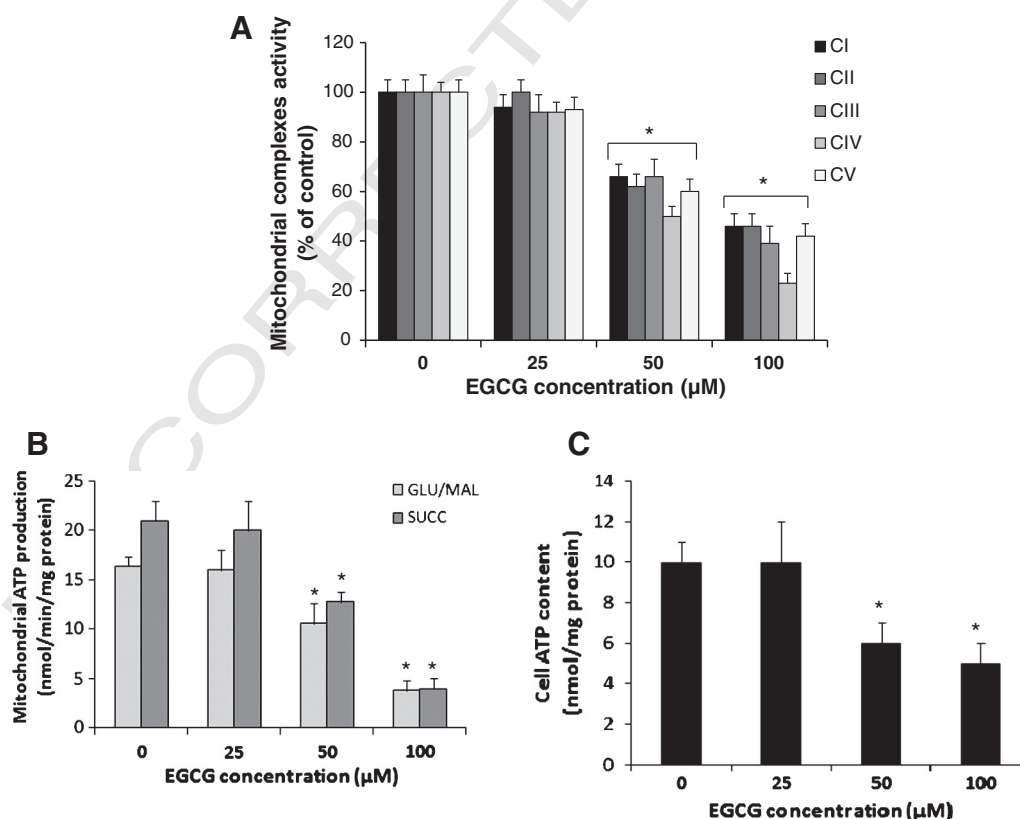 A
Mitochondrial complexes activity
(% of control)
120
100
80
60
40
20
0
*
*
CI
CII
CIII
CIV
CV
0 25 50 100
EGCG concentration (µM)
B
Mitochondrial ATP production
(nmol/min/mg protein)
25
20
15
10
5
0
GLU/MAL
SUCC
* *
* *
0 25 50 100
EGCG concentration (µM)
C
Cell ATP content
(nmol/mg protein)
14
12
10
8
6
4
2
0
*
*
0 25 50 100
EGCG concentration (µM)